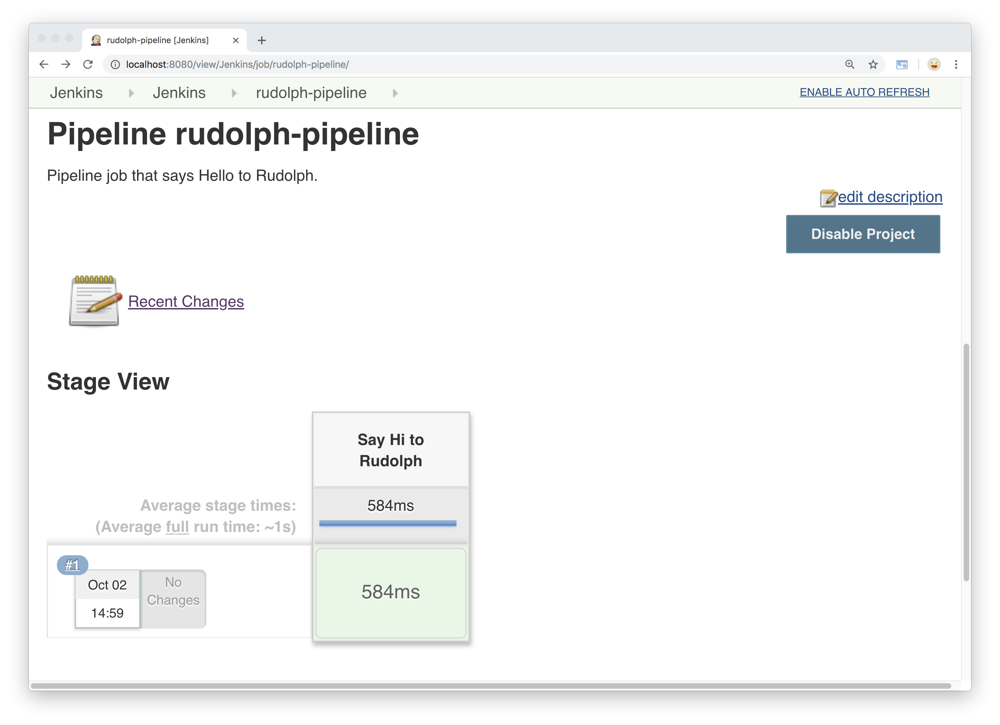 rudolph-pipeline [Jenkins]
localhost:8080/view/Jenkins/job/rudolph-pipeline/
Jenkins Jenkins rudolph-pipeline ENABLE AUTO REFRESH
Pipeline rudolph-pipeline
Pipeline job that says Hello to Rudolph.
edit description
Disable Project
Recent Changes
Stage View
Say Hi to
Rudolph
Average stage times:
(Average full run time: ~1s)
584ms
#1
Oct 02
14:59
No
Changes
584ms